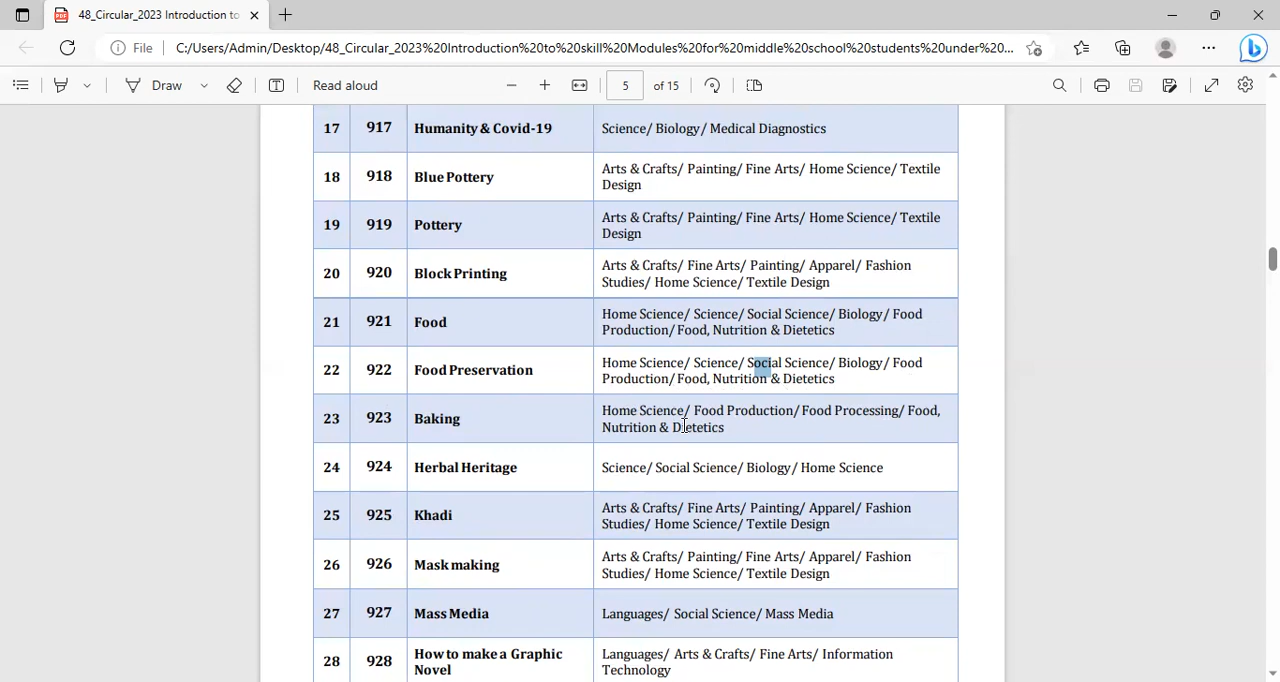 48_Circular_2023 Introduction to
File
C:/Users/Admin/Desktop/48_Circular_2023%20Introduction%20tb%20skill%20Modules%20for%20middle%20school%20students%20under%20...
Draw
Read aloud
5
of 15
17 917 Humanity & Covid-19 Science/ Biology/ Medical Diagnostics
18 918 Blue Pottery Arts & Crafts/ Painting/ Fine Arts/ Home Science/ Textile
Design
19 919 Pottery Arts & Crafts/ Painting/ Fine Arts/ Home Science/ Textile
Design
20 920 Block Printing Arts & Crafts/ Fine Arts/ Painting/ Apparel/ Fashion
Studies/ Home Science/ Textile Design
21 921 Food Home Science/ Science/ Social Science/ Biology/ Food
Production/ Food, Nutrition & Dietetics
22 922 Food Preservation Home Science/ Science/ Social Science/ Biology/ Food
Production/ Food, Nutrition & Dietetics
23 923 Baking Home Science/ Food Production/ Food Processing/ Food,
Nutrition & Dietetics
24 924 Herbal Heritage Science/ Social Science/ Biology/ Home Science
25 925 Khadi Arts & Crafts/ Fine Arts/ Painting/ Apparel/ Fashion
Studies/ Home Science/ Textile Design
26 926 Mask making Arts & Crafts/ Painting/ Fine Arts/ Apparel/ Fashion
Studies/ Home Science/ Textile Design
27 927 Mass Media Languages/ Social Science/ Mass Media
28 928 How to make a Graphic Novel Languages/ Arts & Crafts/ Fine Arts/ Information
Technology